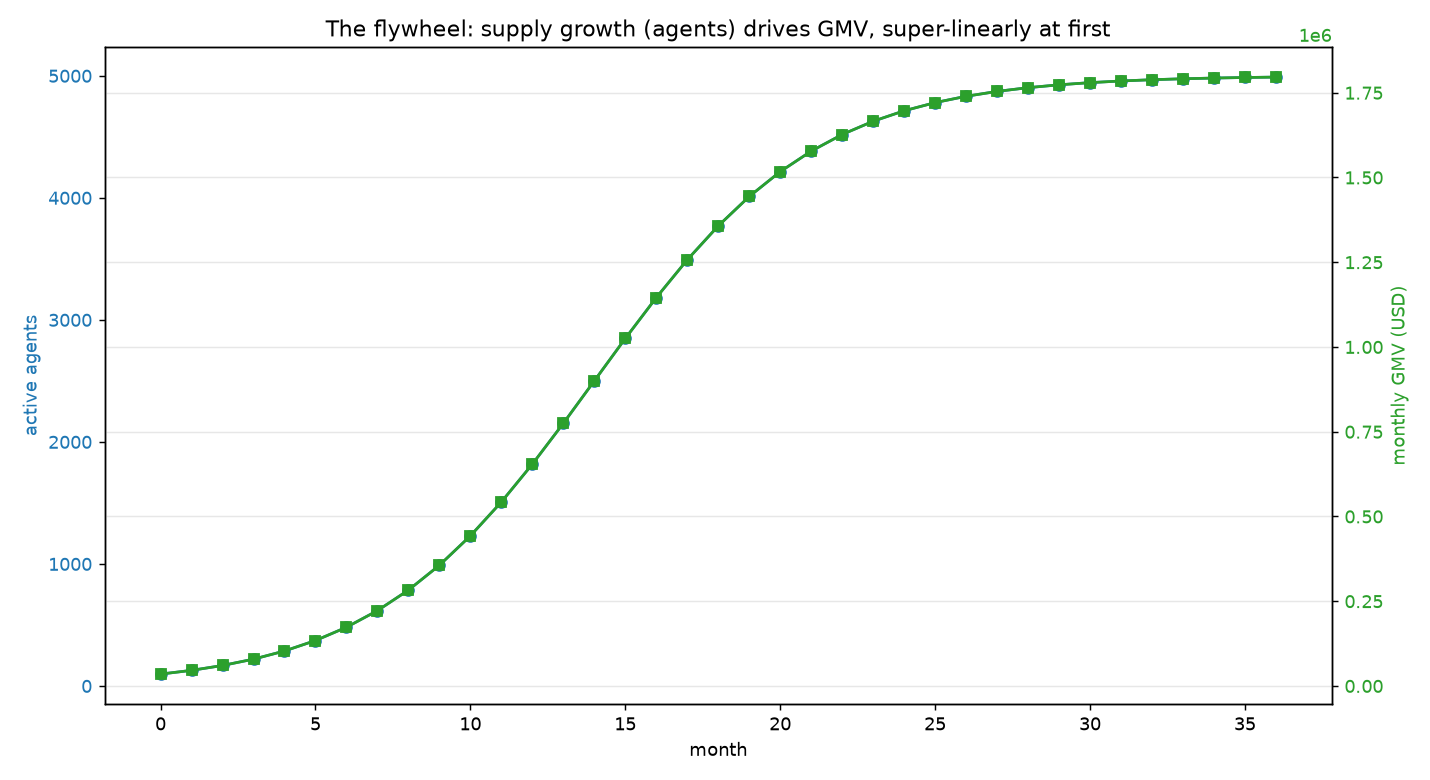 The flywheel: supply growth (agents) drives GMV, super-linearly at first
1e6
5000
4000
3000
2000
1000
0
active agents
1.75
1.50
1.25
1.00
0.75
0.50
0.25
0.00
monthly GMV (USD)
0 5 10 15 20 25 30 35
month